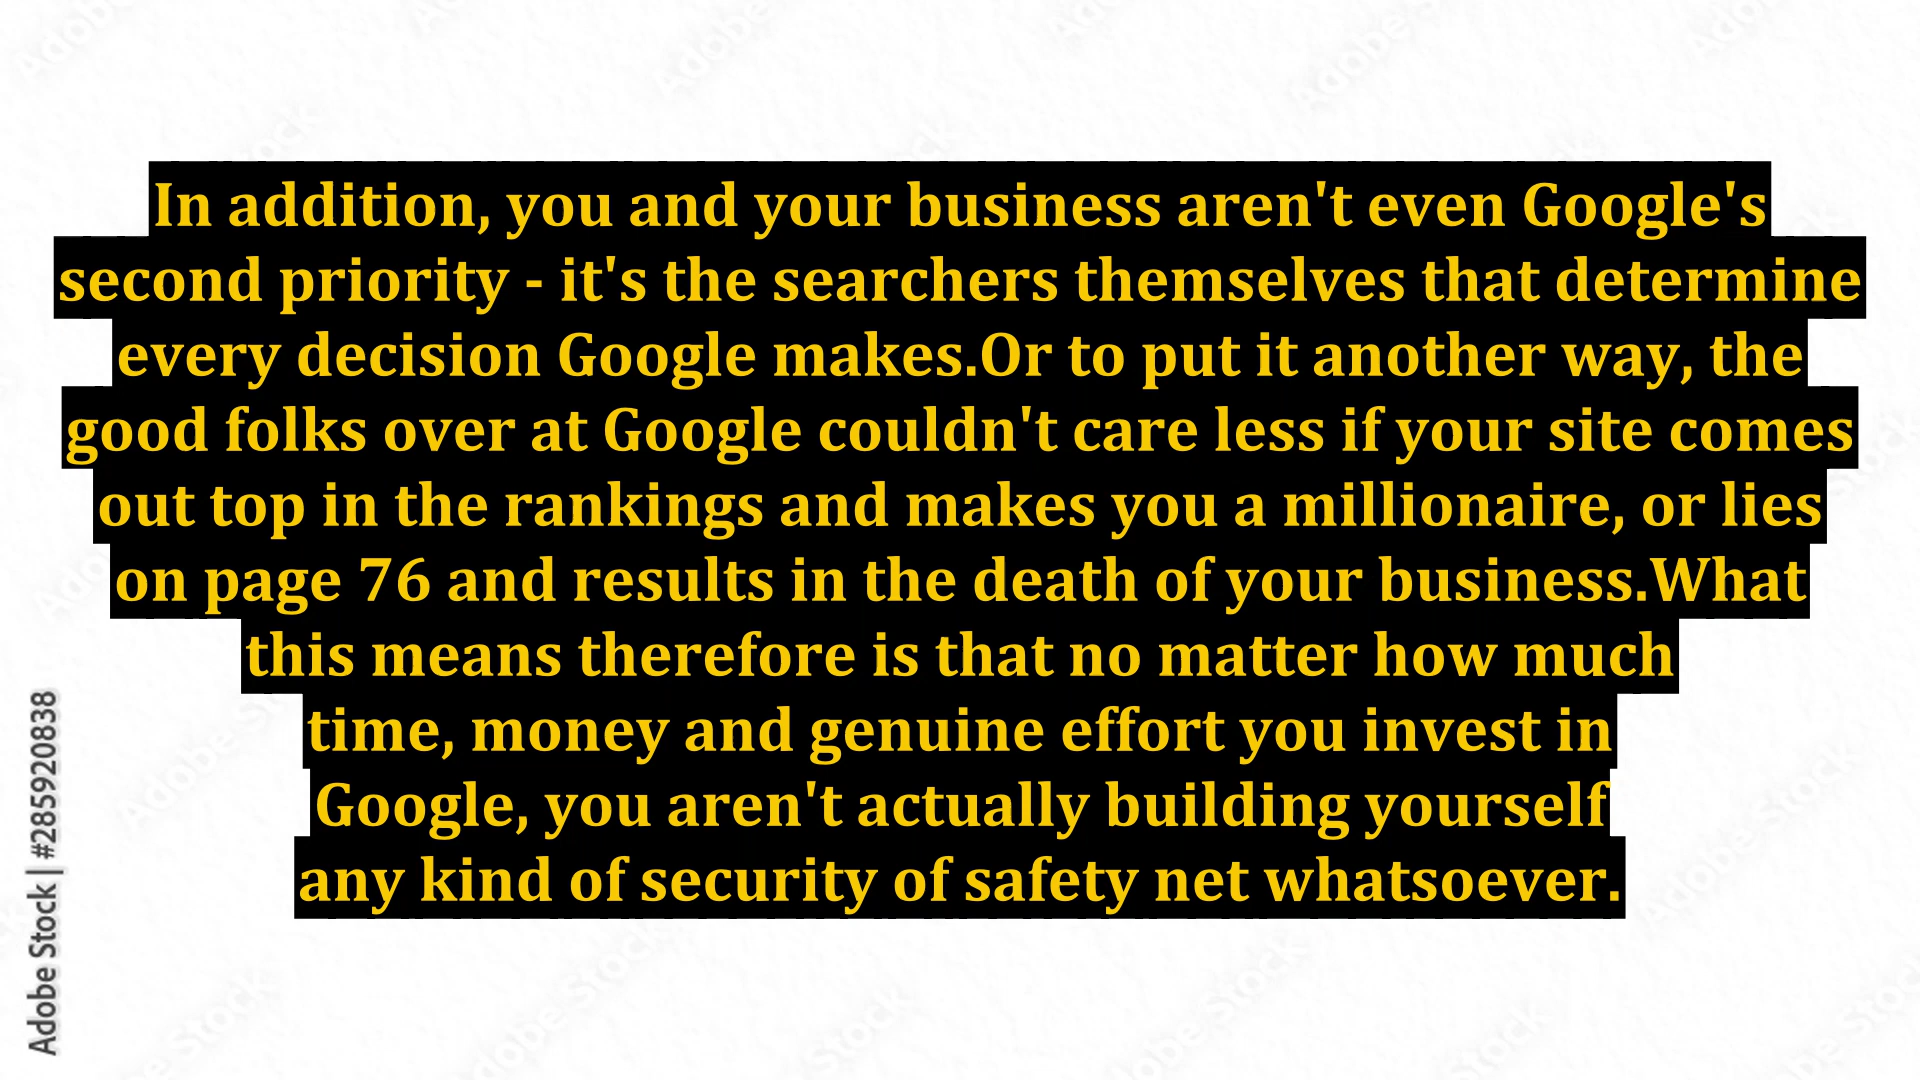 In addition, you and your business aren't even Google's
second priority - it's the searchers themselves that determine
every decision Google makes.Or to put it another way, the
good folks over at Google couldn't care less if your site comes
out top in the rankings and makes you a millionaire, or lies
on page 76 and results in the death of your business.What
this means therefore is that no matter how much
time, money and genuine effort you invest in
Google, you aren't actually building yourself
any kind of security of safety net whatsoever.
Adobe Stock | #285920838